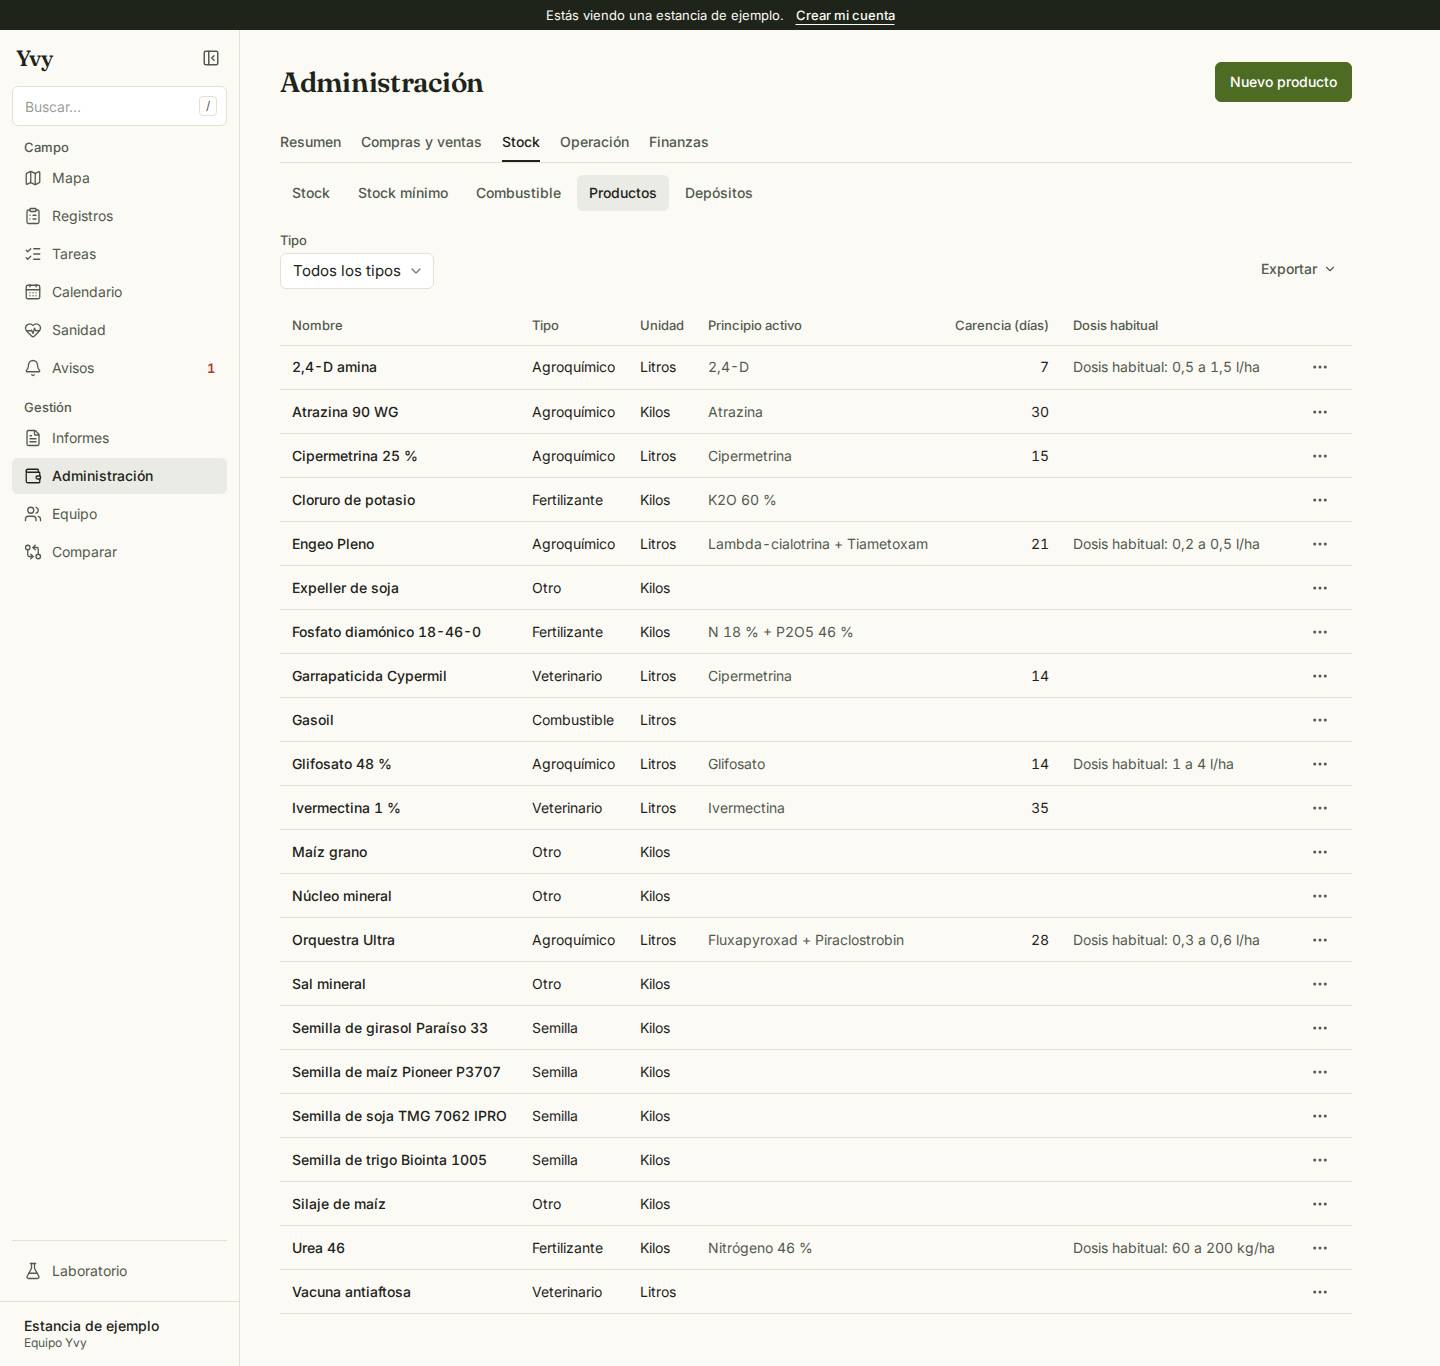 Estás viendo una estancia de ejemplo. Crear mi cuenta
Yvy
Buscar... /
Campo
Mapa
Registros
Tareas
Calendario
Sanidad
Avisos 1
Gestión
Informes
Administración
Equipo
Comparar
Laboratorio
Estancia de ejemplo
Equipo Yvy
Administración
Nuevo producto
Resumen Compras y ventas Stock Operación Finanzas
Stock Stock mínimo Combustible Productos Depósitos
Tipo
Todos los tipos
Exportar
Nombre Tipo Unidad Principio activo Carencia (días) Dosis habitual
2,4-D amina Agroquímico Litros 2,4-D 7 Dosis habitual: 0,5 a 1,5 l/ha
Atrazina 90 WG Agroquímico Kilos Atrazina 30
Cipermetrina 25 % Agroquímico Litros Cipermetrina 15
Cloruro de potasio Fertilizante Kilos K2O 60 %
Engeo Pleno Agroquímico Litros Lambda-cialotrina + Tiametoxam 21 Dosis habitual: 0,2 a 0,5 l/ha
Expeller de soja Otro Kilos
Fosfato diamónico 18-46-0 Fertilizante Kilos N 18 % + P2O5 46 %
Garrapaticida Cypermil Veterinario Litros Cipermetrina 14
Gasoil Combustible Litros
Glifosato 48 % Agroquímico Litros Glifosato 14 Dosis habitual: 1 a 4 l/ha
Ivermectina 1 % Veterinario Litros Ivermectina 35
Maíz grano Otro Kilos
Núcleo mineral Otro Kilos
Orquestra Ultra Agroquímico Litros Fluxapyroxad + Piraclostrobin 28 Dosis habitual: 0,3 a 0,6 l/ha
Sal mineral Otro Kilos
Semilla de girasol Paraíso 33 Semilla Kilos
Semilla de maíz Pioneer P3707 Semilla Kilos
Semilla de soja TMG 7062 IPRO Semilla Kilos
Semilla de trigo Biointa 1005 Semilla Kilos
Silaje de maíz Otro Kilos
Urea 46 Fertilizante Kilos Nitrógeno 46 % Dosis habitual: 60 a 200 kg/ha
Vacuna antiaftosa Veterinario Litros